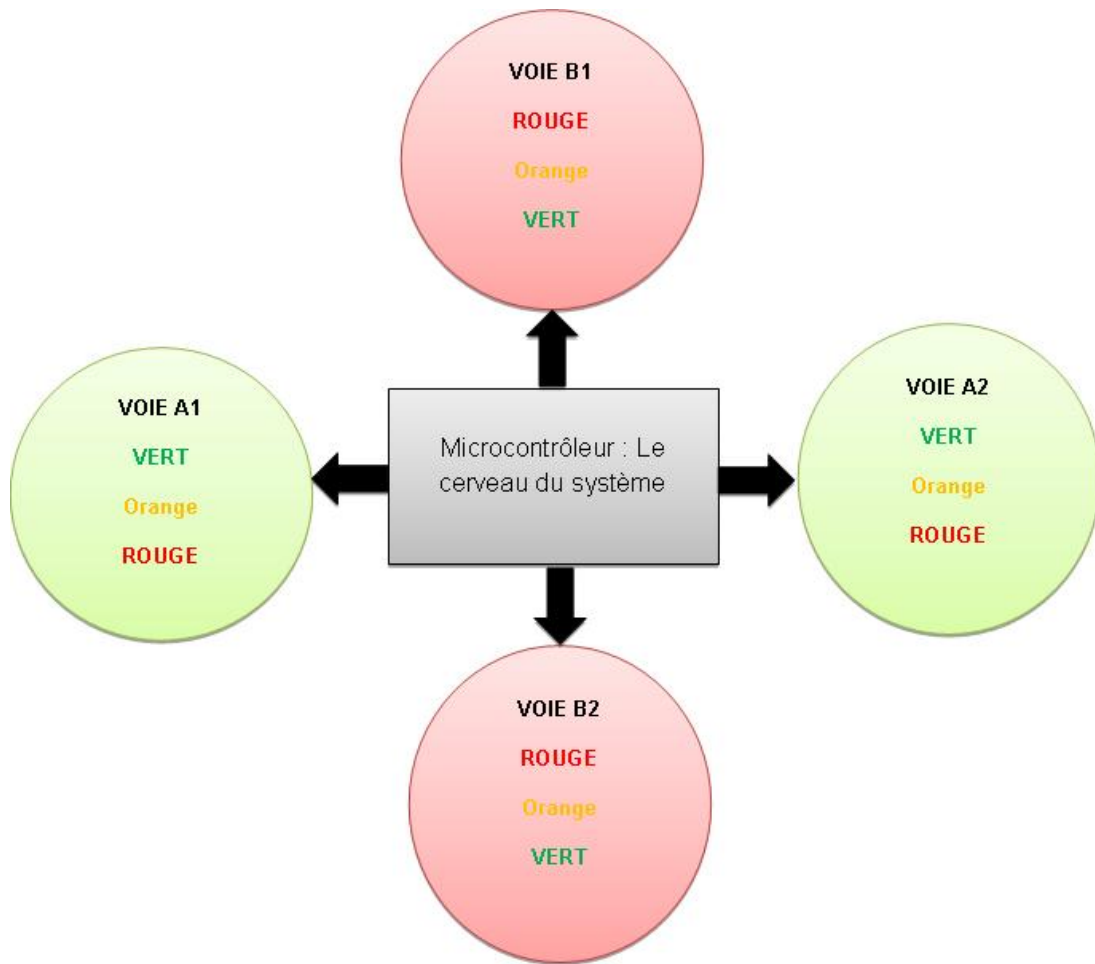 VOIE B1
ROUGE
Orange
VERT
VOIE A1
VERT
Orange
ROUGE
Microcontrôleur : Le
cerveau du système
VOIE A2
VERT
Orange
ROUGE
VOIE B2
ROUGE
Orange
VERT